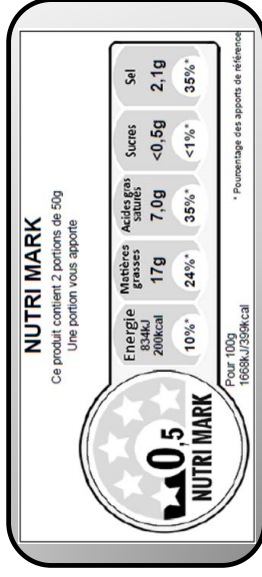 NUTRI MARK
Ce produit contient 2 portions de 50g
Une portion vous apporte
Energie
834kJ
200kcal
10%*
Matières
grasses
17g
24%*
Acides gras
saturés
7,0g
35%*
Sucres
<0,5g
<1%*
Sel
2,1g
35%*
0,5
NUTRI MARK
Pour 100g
1668kJ/399kcal
* Pourcentage des apports de référence